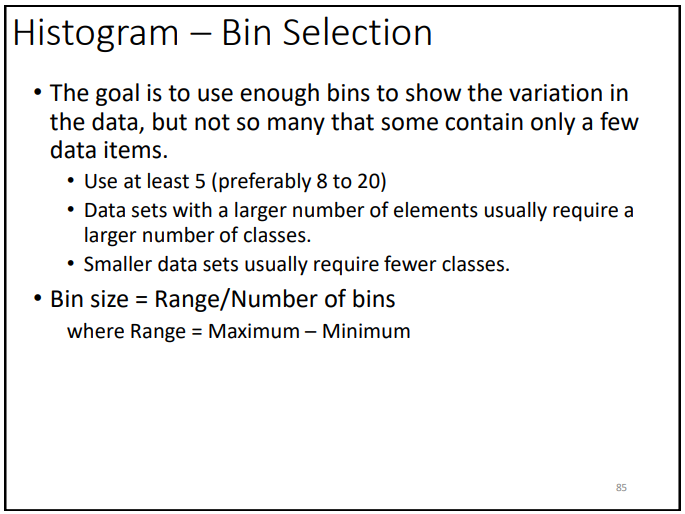 Histogram – Bin Selection
• The goal is to use enough bins to show the variation in
the data, but not so many that some contain only a few
data items.
• Use at least 5 (preferably 8 to 20)
• Data sets with a larger number of elements usually require a
larger number of classes.
• Smaller data sets usually require fewer classes.
• Bin size = Range/Number of bins
where Range = Maximum – Minimum
85